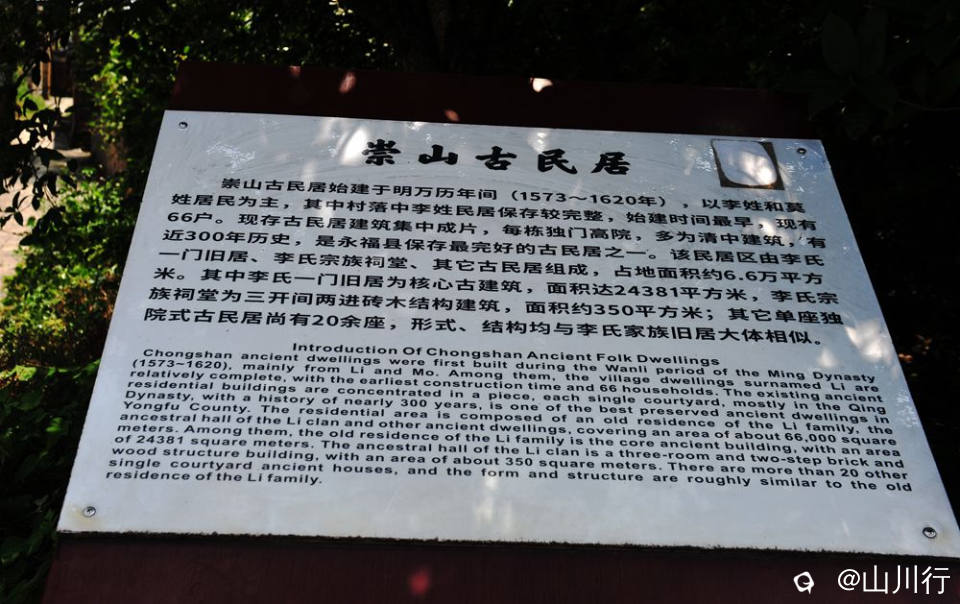 崇山古民居
崇山古民居始建于明万历年间（1573～1620年），以李姓和莫
姓居民为主，其中村落中李姓民居保存较完整，始建时间最早，现有
66户。现存古民居建筑集中成片，每栋独门高院，多为清中建筑，有
近300年历史，是永福县保存最完好的古民居之一。该民居区由李氏
一门旧居、李氏宗族祠堂、其它古民居组成，占地面积约6.6万平方
米。其中李氏一门旧居为核心古建筑，面积达24381平方米，李氏宗
族祠堂为三开间两进砖木结构建筑，面积约350平方米；其它单座独
院式古民居尚有20余座，形式、结构均与李氏家族旧居大体相似。
Introduction Of Chongshan Ancient Folk Dwellings
Chongshan ancient dwellings were first built during the Wanli period of the Ming Dynasty
(1573~1620), mainly from Li and Mo. Among them, the village dwellings surnamed Li are
relatively complete, with the earliest construction time and 66 households. The existing ancient
residential buildings are concentrated in a piece, each single courtyard, mostly in the Qing
Dynasty, with a history of nearly 300 years, is one of the best preserved ancient dwellings in
Yongfu County. The residential area is composed of an old residence of the Li family, the
ancestral hall of the Li clan and other ancient dwellings, covering an area of about 66,000 square
meters. Among them, the old residence of the Li family is the core ancient building, with an area
of 24381 square meters. The ancestral hall of the Li clan is a three-room and two-step brick and
wood structure building, with an area of about 350 square meters. There are more than 20 other
single courtyard ancient houses, and the form and structure are roughly similar to the old
residence of the Li family.
@山川行